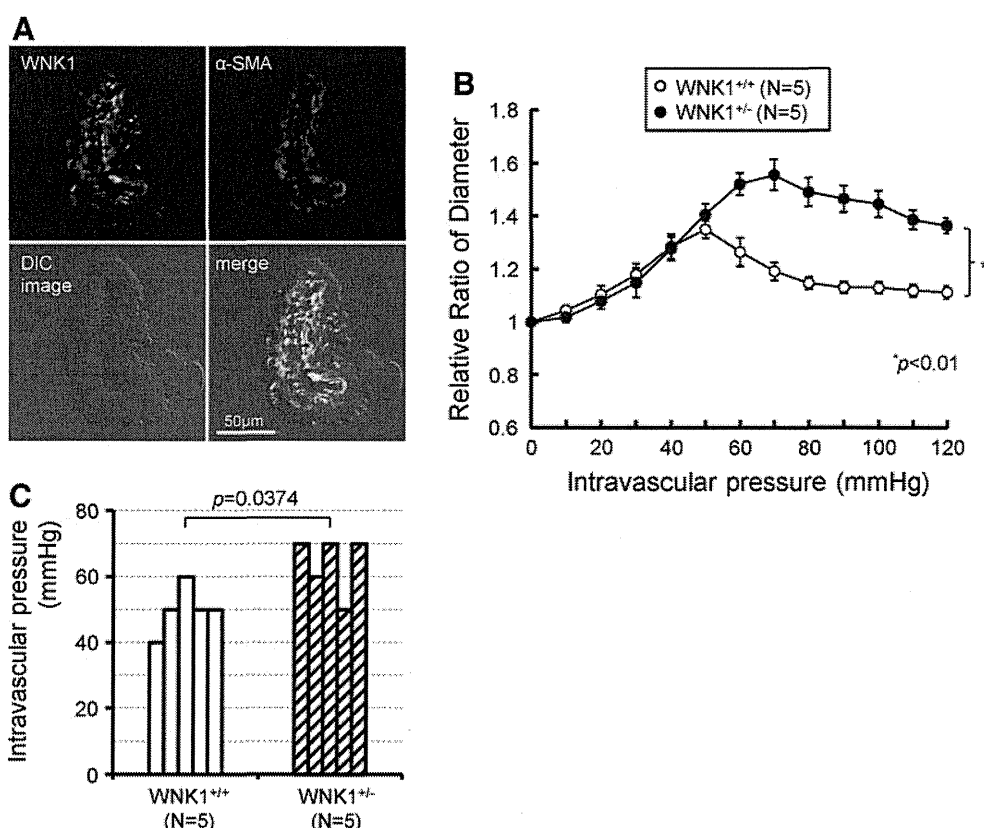 A
WNK1
α-SMA
DIC
image
merge
50μm
B
WNK1+/+ (N=5)
WNK1+/- (N=5)
Relative Ratio of Diameter
1.8
1.6
1.4
1.2
1
0.8
0.6
0
20
40
60
80
100
120
Intravascular pressure (mmHg)
*
*p<0.01
C
p=0.0374
Intravascular pressure
(mmHg)
80
60
40
20
0
WNK1+/+
(N=5)
WNK1+/-
(N=5)